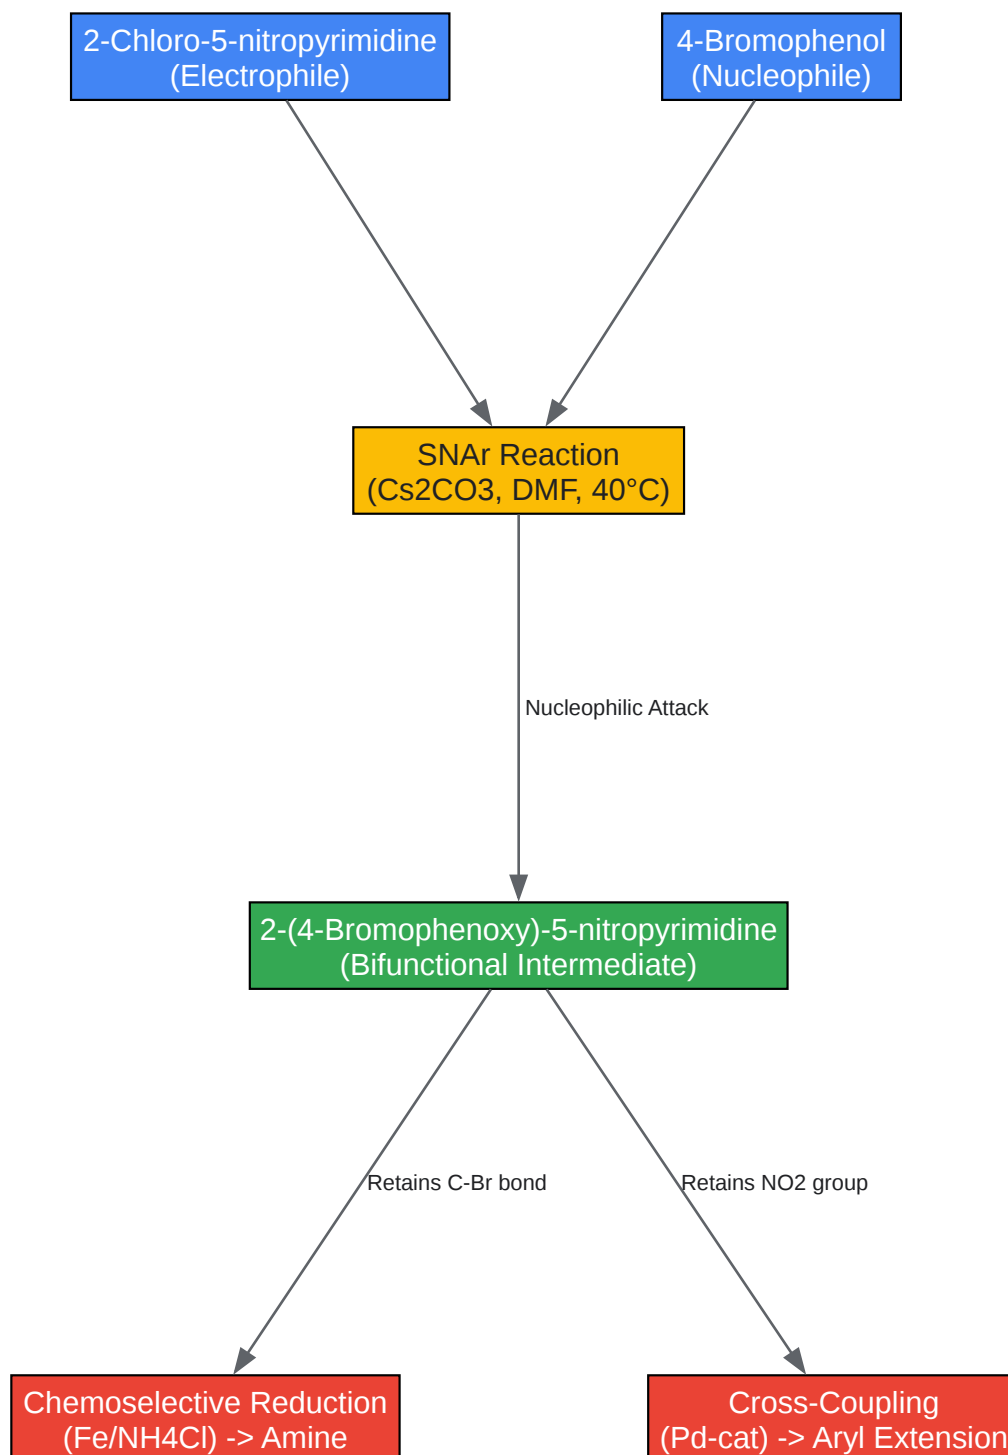 2-Chloro-5-nitropyrimidine
(Electrophile)
4-Bromophenol
(Nucleophile)
SNAr Reaction
(Cs2CO3, DMF, 40°C)
Nucleophilic Attack
2-(4-Bromophenoxy)-5-nitropyrimidine
(Bifunctional Intermediate)
Retains C-Br bond
Retains NO2 group
Chemoselective Reduction
(Fe/NH4Cl) -> Amine
Cross-Coupling
(Pd-cat) -> Aryl Extension